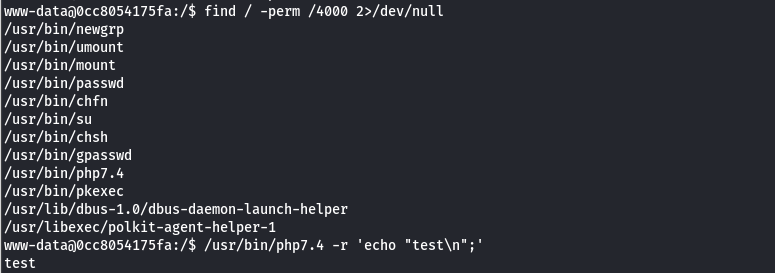 www-data@0cc8054175fa:/$ find / -perm /4000 2>/dev/null
/usr/bin/newgrp
/usr/bin/umount
/usr/bin/mount
/usr/bin/passwd
/usr/bin/chfn
/usr/bin/su
/usr/bin/chsh
/usr/bin/gpasswd
/usr/bin/php7.4
/usr/bin/pkexec
/usr/lib/dbus-1.0/dbus-daemon-launch-helper
/usr/libexec/polkit-agent-helper-1
www-data@0cc8054175fa:/$ /usr/bin/php7.4 -r 'echo "test\n";'
test